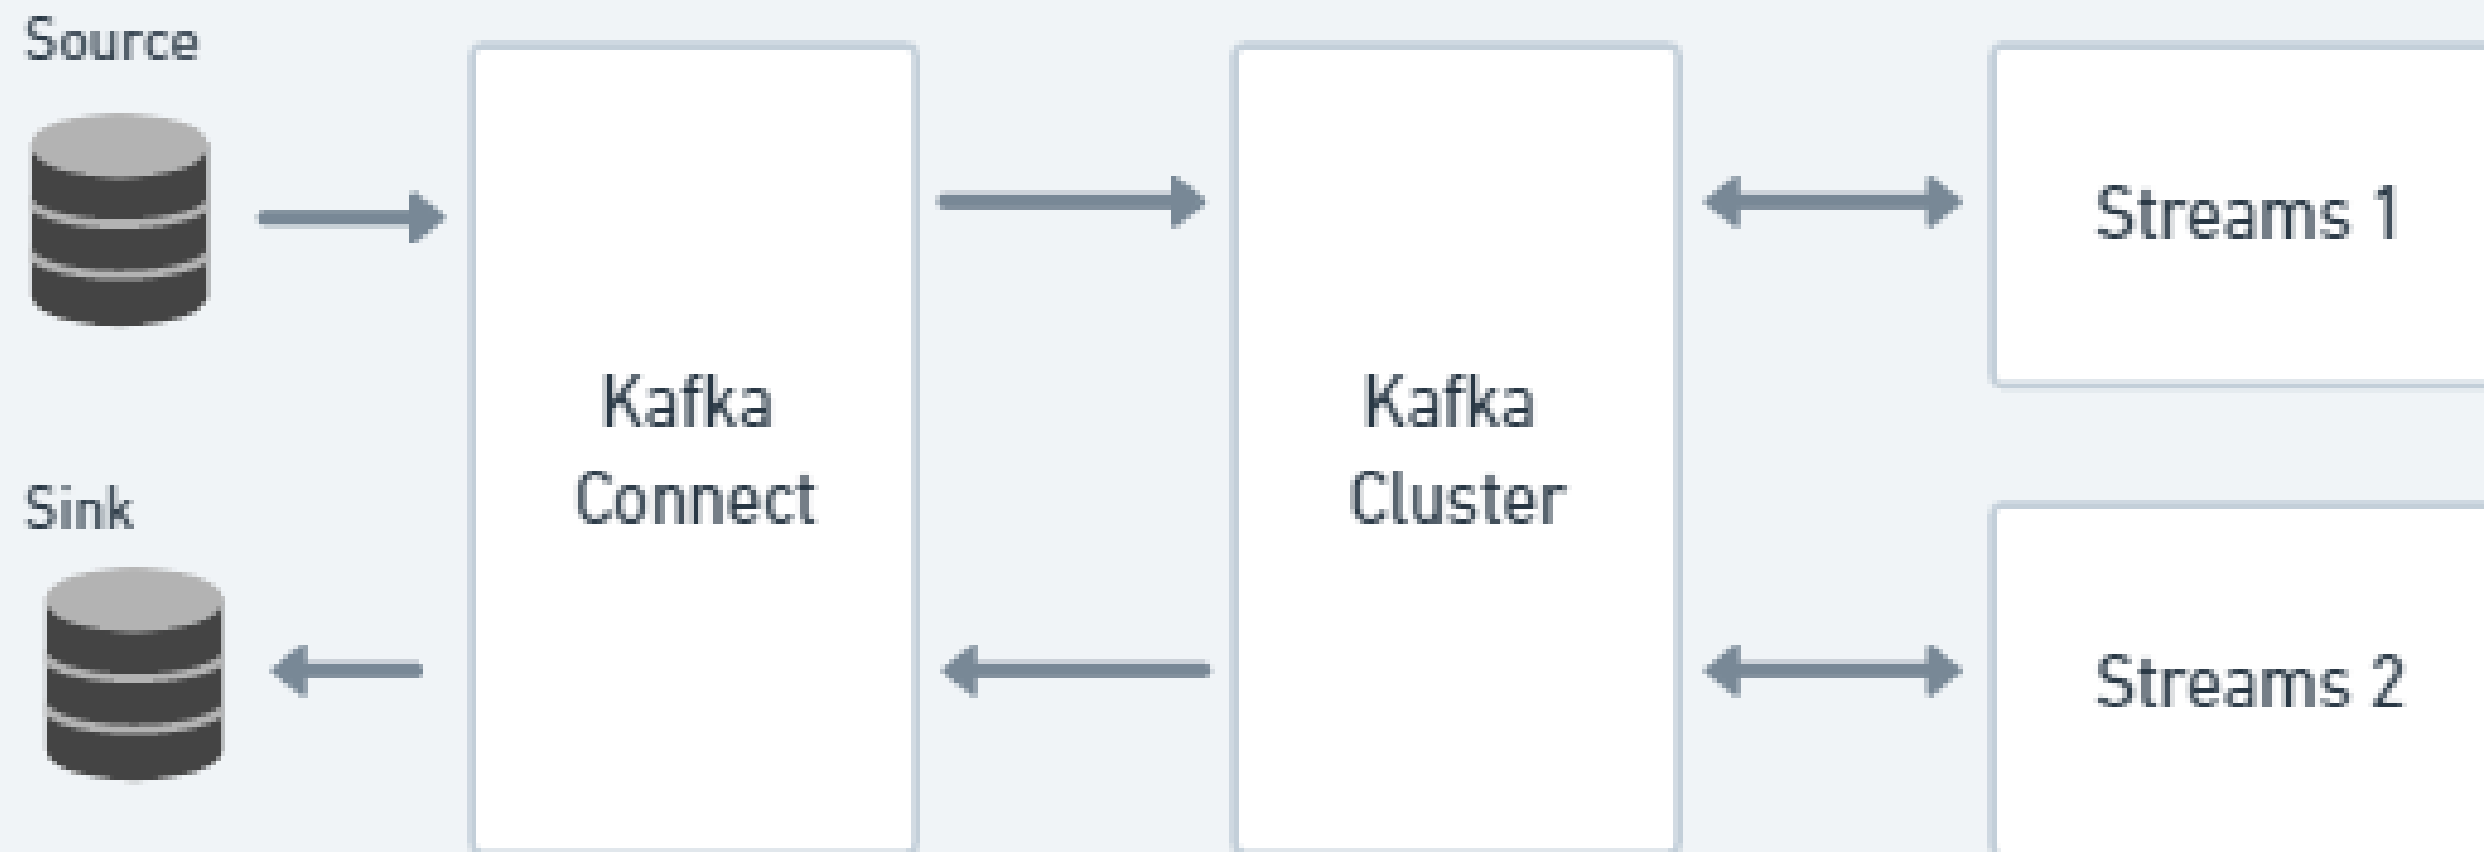 Source
Kafka
Connect
Kafka
Cluster
Streams 1
Sink
Streams 2